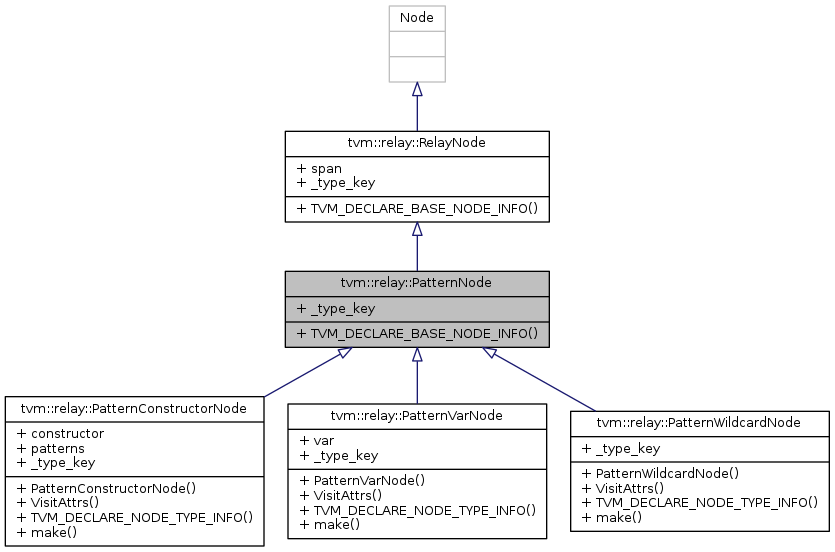 Node
tvm::relay::RelayNode
+ span
+ _type_key
+ TVM_DECLARE_BASE_NODE_INFO()
tvm::relay::PatternNode
+ _type_key
+ TVM_DECLARE_BASE_NODE_INFO()
tvm::relay::PatternConstructorNode
+ constructor
+ patterns
+ _type_key
+ PatternConstructorNode()
+ VisitAttrs()
+ TVM_DECLARE_NODE_TYPE_INFO()
+ make()
tvm::relay::PatternVarNode
+ var
+ _type_key
+ PatternVarNode()
+ VisitAttrs()
+ TVM_DECLARE_NODE_TYPE_INFO()
+ make()
tvm::relay::PatternWildcardNode
+ _type_key
+ PatternWildcardNode()
+ VisitAttrs()
+ TVM_DECLARE_NODE_TYPE_INFO()
+ make()